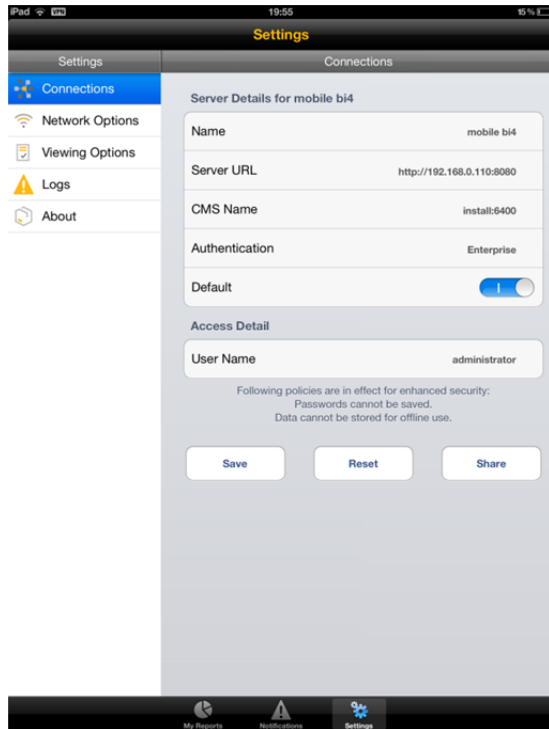 iPad VPN 19:55 15 %
Settings
Settings Connections
Connections
Network Options
Viewing Options
Logs
About
Server Details for mobile bi4
Name mobile bi4
Server URL http://192.168.0.110:8080
CMS Name install:6400
Authentication Enterprise
Default
Access Detail
User Name administrator
Following policies are in effect for enhanced security:
Passwords cannot be saved.
Data cannot be stored for offline use.
Save Reset Share
My Reports Notifications Settings